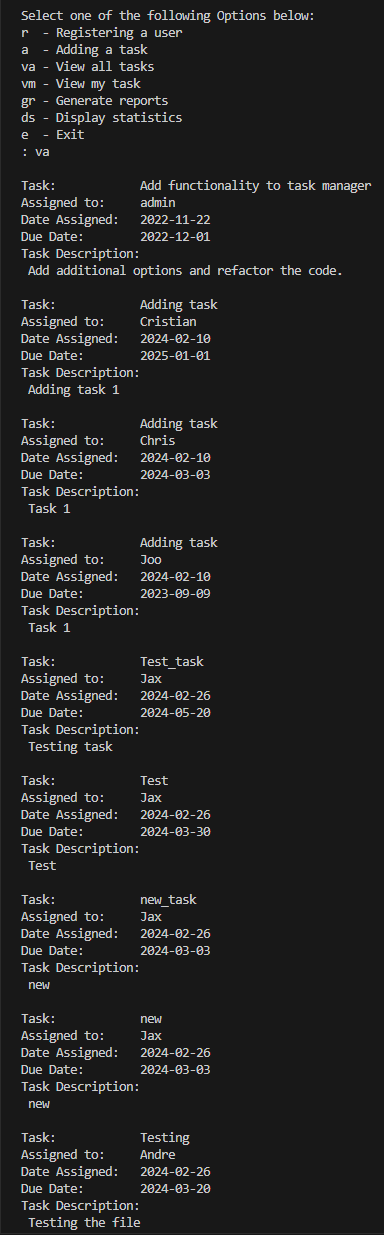 Select one of the following Options below:
r  - Registering a user
a  - Adding a task
va - View all tasks
vm - View my task
gr - Generate reports
ds - Display statistics
e  - Exit
: va

Task:            Add functionality to task manager
Assigned to:     admin
Date Assigned:   2022-11-22
Due Date:        2022-12-01
Task Description:
 Add additional options and refactor the code.

Task:            Adding task
Assigned to:     Cristian
Date Assigned:   2024-02-10
Due Date:        2025-01-01
Task Description:
 Adding task 1

Task:            Adding task
Assigned to:     Chris
Date Assigned:   2024-02-10
Due Date:        2024-03-03
Task Description:
 Task 1

Task:            Adding task
Assigned to:     Joo
Date Assigned:   2024-02-10
Due Date:        2023-09-09
Task Description:
 Task 1

Task:            Test_task
Assigned to:     Jax
Date Assigned:   2024-02-26
Due Date:        2024-05-20
Task Description:
 Testing task

Task:            Test
Assigned to:     Jax
Date Assigned:   2024-02-26
Due Date:        2024-03-30
Task Description:
 Test

Task:            new_task
Assigned to:     Jax
Date Assigned:   2024-02-26
Due Date:        2024-03-03
Task Description:
 new

Task:            new
Assigned to:     Jax
Date Assigned:   2024-02-26
Due Date:        2024-03-03
Task Description:
 new

Task:            Testing
Assigned to:     Andre
Date Assigned:   2024-02-26
Due Date:        2024-03-20
Task Description:
 Testing the file